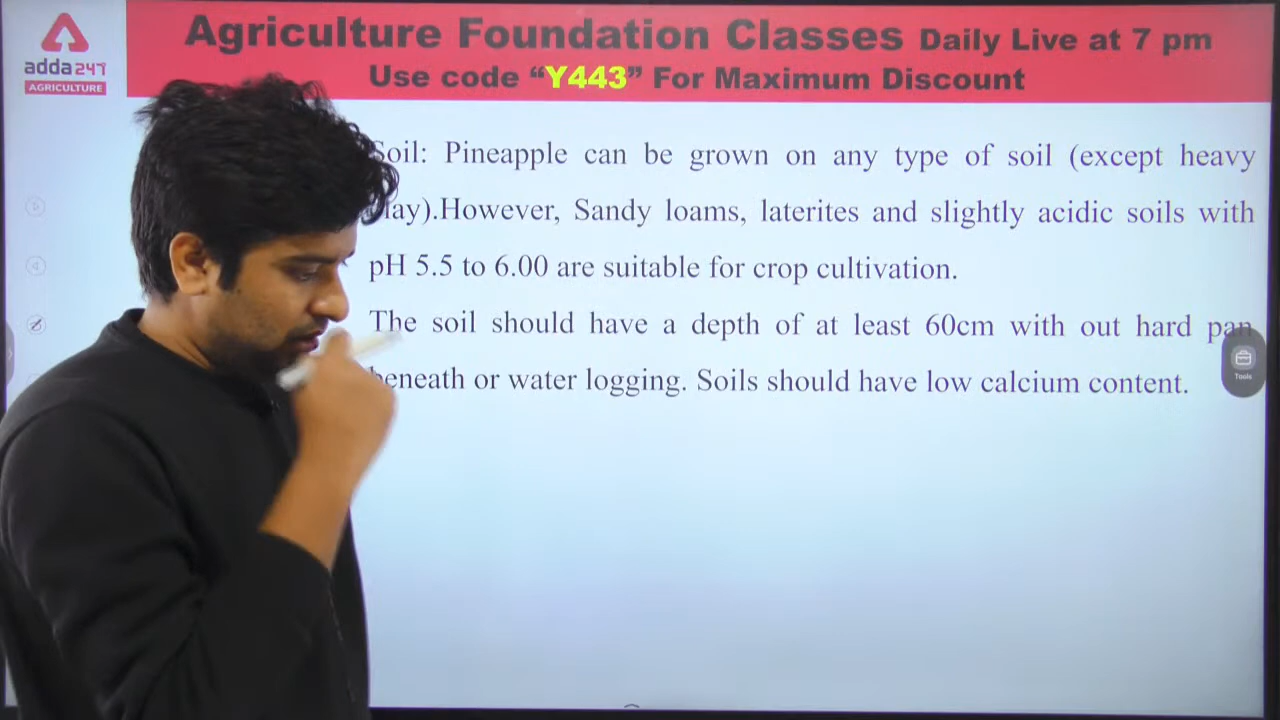 Agriculture Foundation Classes Daily Live at 7 pm
Use code “Y443” For Maximum Discount
adda247
AGRICULTURE
Soil: Pineapple can be grown on any type of soil (except heavy
clay).However, Sandy loams, laterites and slightly acidic soils with
pH 5.5 to 6.00 are suitable for crop cultivation.
The soil should have a depth of at least 60cm with out hard pan
beneath or water logging. Soils should have low calcium content.
Tools